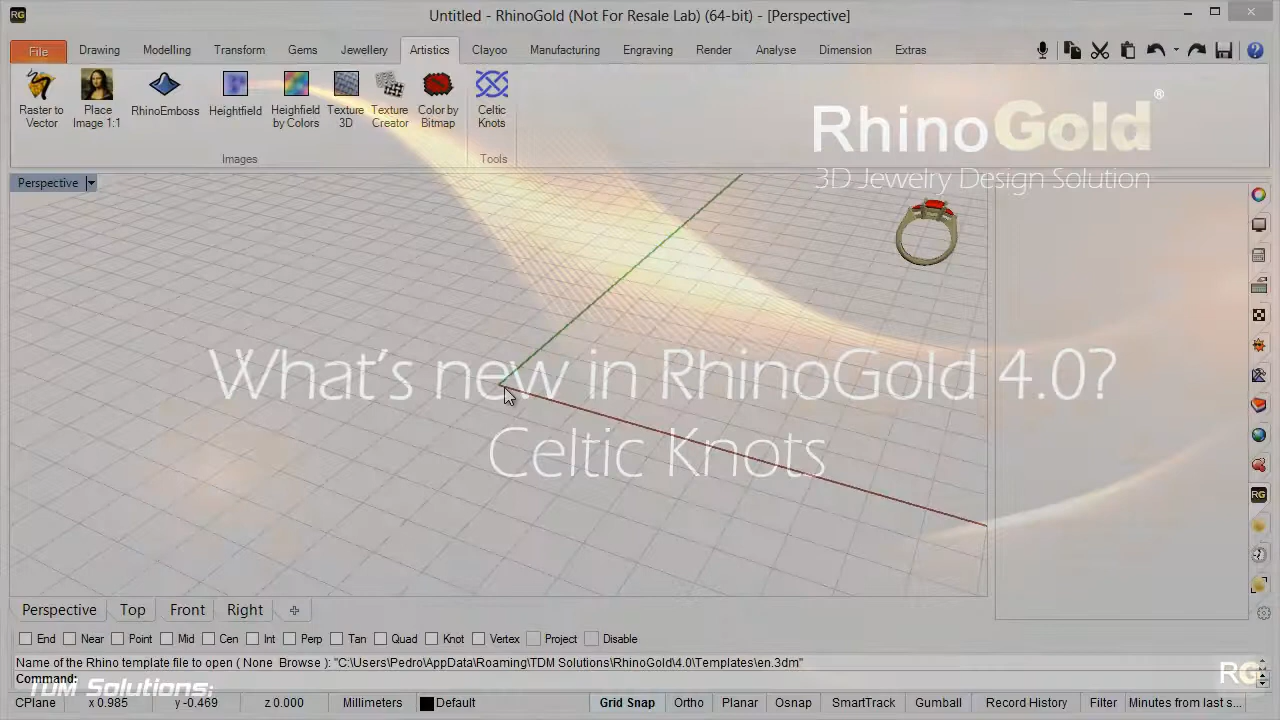 RG
Untitled - RhinoGold (Not For Resale Lab) (64-bit) - [Perspective]
File Drawing Modelling Transform Gems Jewellery Artistics Clayoo Manufacturing Engraving Render Analyse Dimension Extras
Raster to Vector
Place Image 1:1
RhinoEmboss
Heightfield
Heighfield by Colors
Texture 3D
Texture Creator
Color by Bitmap
Celtic Knots
Images
Tools
RhinoGold®
3D Jewelry Design Solution
Perspective
What's new in RhinoGold 4.0?
Celtic Knots
RG
Perspective Top Front Right
End Near Point Mid Cen Int Perp Tan Quad Knot Vertex Project Disable
Name of the Rhino template file to open ( None Browse ): "C:\Users\Pedro\AppData\Roaming\TDM Solutions\RhinoGold\4.0\Templates\en.3dm"
Command:
TDM Solutions:
RG
CPlane x 0.985 y -0.469 z 0.000 Millimeters Default Grid Snap Ortho Planar Osnap SmartTrack Gumball Record History Filter Minutes from last s...